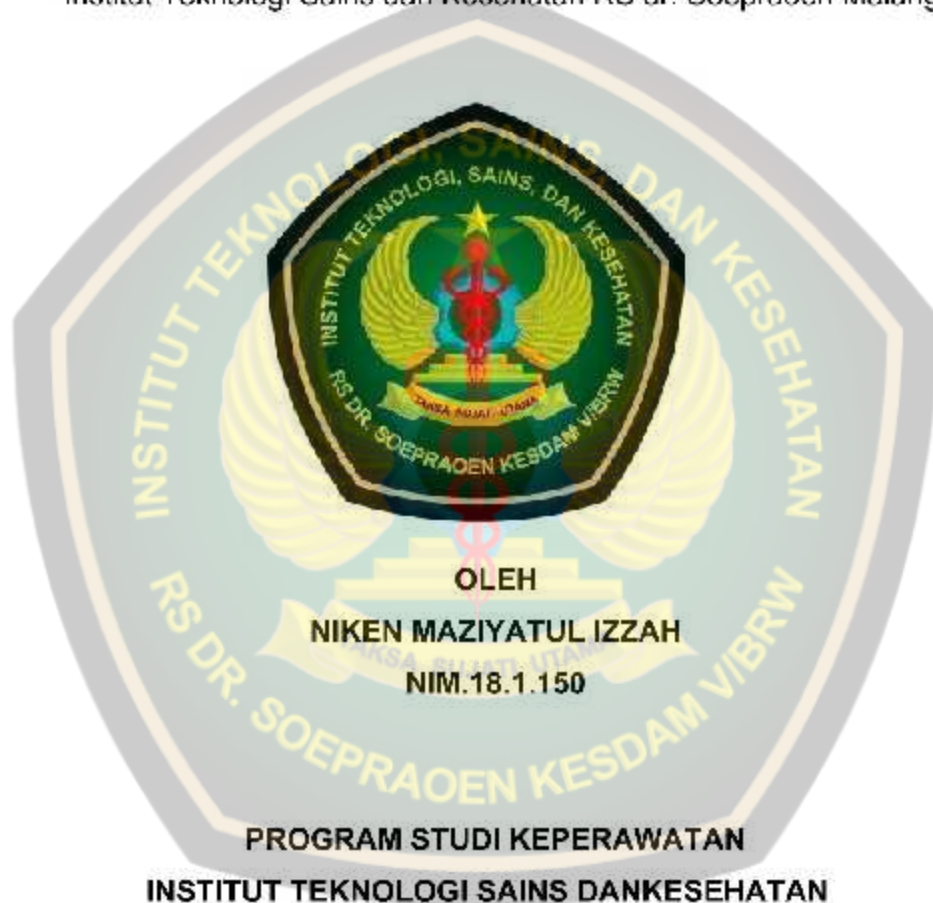 Institut Teknologi Sains dan Kesehatan RS dr. Soepraoen Malang
INSTITUT TEKNOLOGI, SAINS, DAN KESEHATAN
RS DR. SOEPRAOEN KESDAM V/BRW
TAKSA SUJATI UTAMA
INSTITUT TEKNOLOGI, SAINS, DAN KESEHATAN
RS DR. SOEPRAOEN KESDAM V/BRW
TAKSA SUJATI UTAMA
OLEH
NIKEN MAZIYATUL IZZAH
NIM.18.1.150
PROGRAM STUDI KEPERAWATAN
INSTITUT TEKNOLOGI SAINS DANKESEHATAN